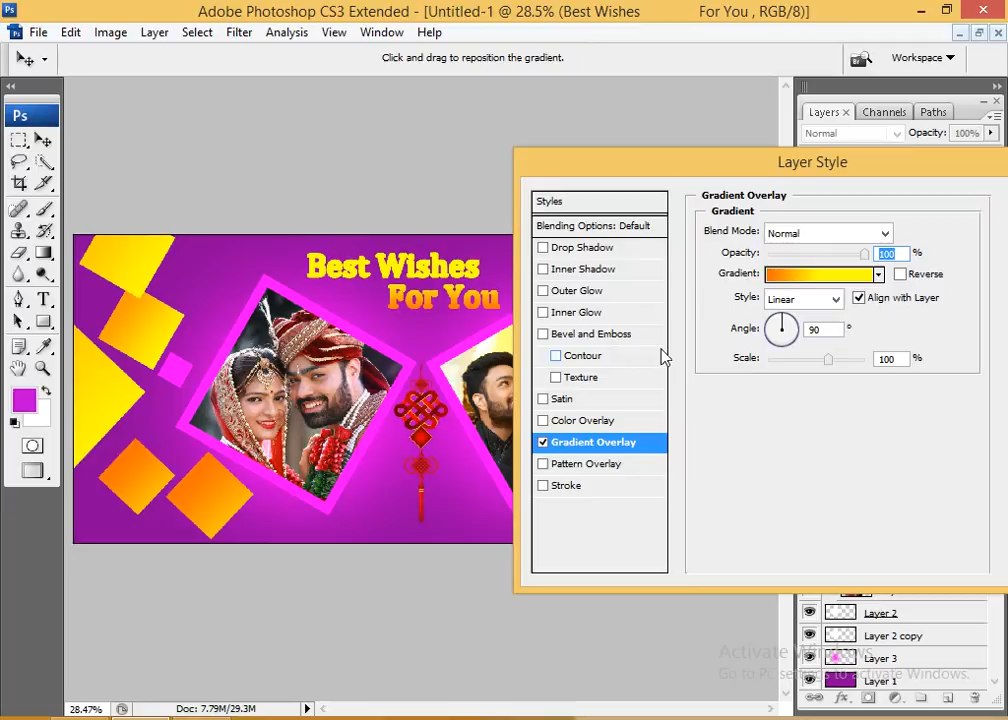 Adobe Photoshop CS3 Extended - [Untitled-1 @ 28.5% (Best Wishes For You , RGB/8)]
File Edit Image Layer Select Filter Analysis View Window Help
Click and drag to reposition the gradient.
Workspace
Ps
Layers Channels Paths
Normal Opacity: 100%
Layer Style
Styles
Blending Options: Default
Drop Shadow
Inner Shadow
Outer Glow
Inner Glow
Bevel and Emboss
Contour
Texture
Satin
Color Overlay
Gradient Overlay
Pattern Overlay
Stroke
Gradient Overlay
Gradient
Blend Mode: Normal
Opacity: 100 %
Gradient: Reverse
Style: Linear Align with Layer
Angle: 90 °
Scale: 100 %
Best Wishes
For You
Layer 2
Layer 2 copy
Layer 3
Layer 1
Activate Windows
Go to PC settings to activate Windows.
28.47% Doc: 7.79M/29.3M